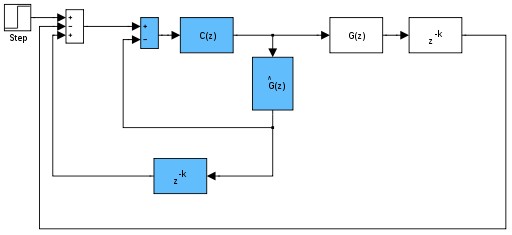 Step
+
−
+
+
−
C(z)
G(z)
z^-k
^
G(z)
z^-k